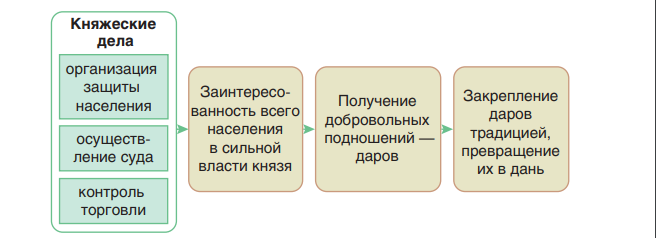 Княжеские
дела
организация
защиты
населения
осуществ-
ление суда
контроль
торговли
Заинтересо-
ванность всего
населения
в сильной
власти князя
Получение
добровольных
подношений —
даров
Закрепление
даров
традицией,
превращение
их в дань